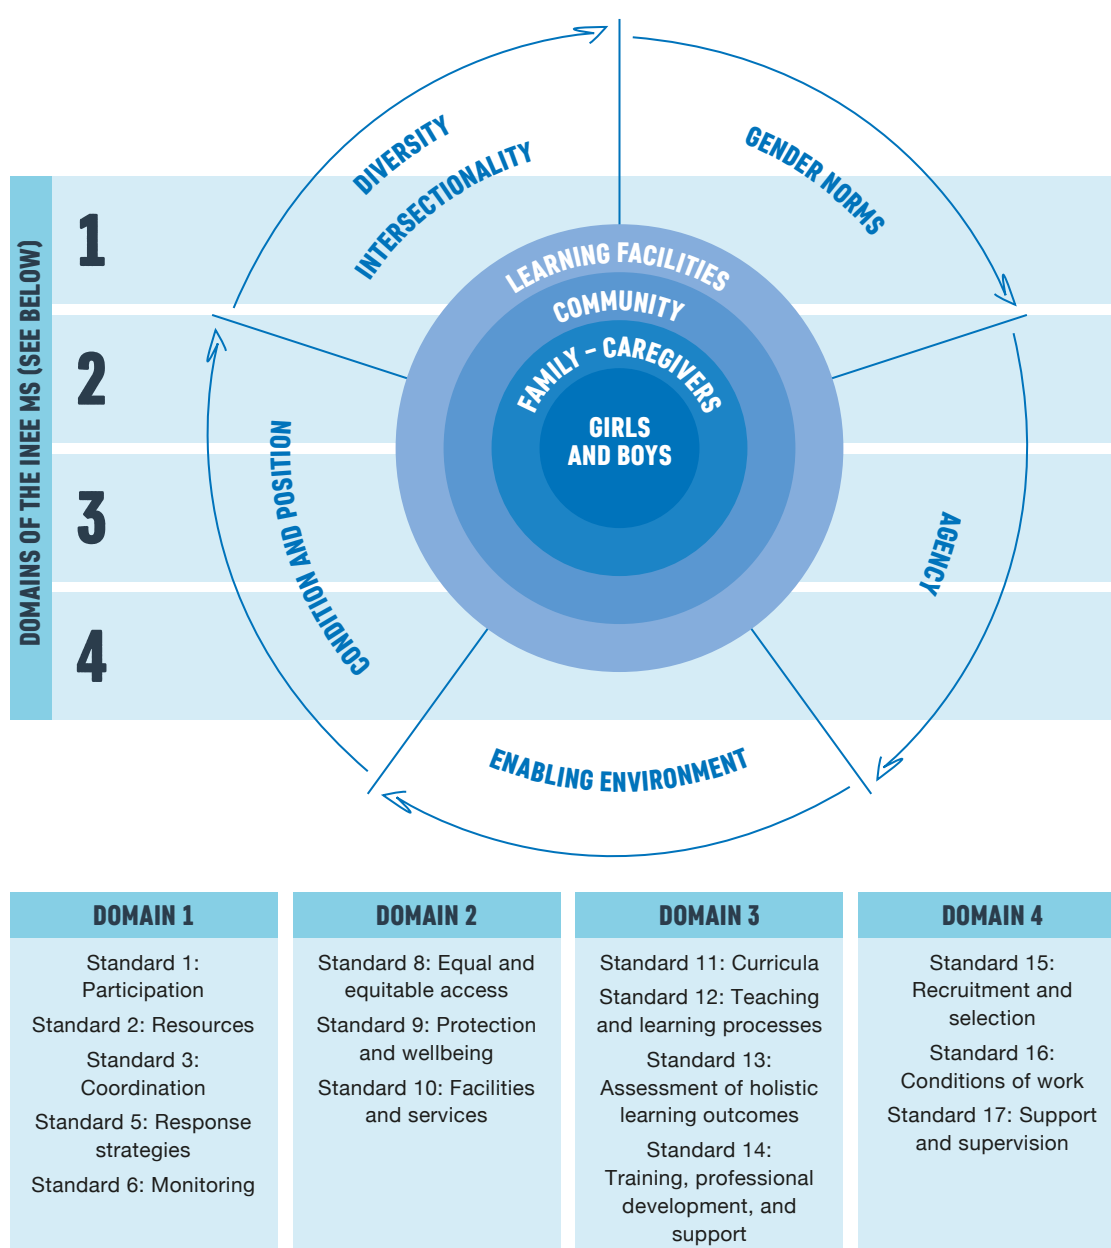 DIVERSITY
INTERSECTIONALITY
GENDER NORMS
AGENCY
ENABLING ENVIRONMENT
CONDITION AND POSITION
LEARNING FACILITIES
COMMUNITY
FAMILY – CAREGIVERS
GIRLS
AND BOYS
DOMAINS OF THE INEE MS (SEE BELOW)
1
2
3
4
DOMAIN 1
Standard 1:
Participation
Standard 2: Resources
Standard 3:
Coordination
Standard 5: Response
strategies
Standard 6: Monitoring
DOMAIN 2
Standard 8: Equal and
equitable access
Standard 9: Protection
and wellbeing
Standard 10: Facilities
and services
DOMAIN 3
Standard 11: Curricula
Standard 12: Teaching
and learning processes
Standard 13:
Assessment of holistic
learning outcomes
Standard 14:
Training, professional
development, and
support
DOMAIN 4
Standard 15:
Recruitment and
selection
Standard 16:
Conditions of work
Standard 17: Support
and supervision